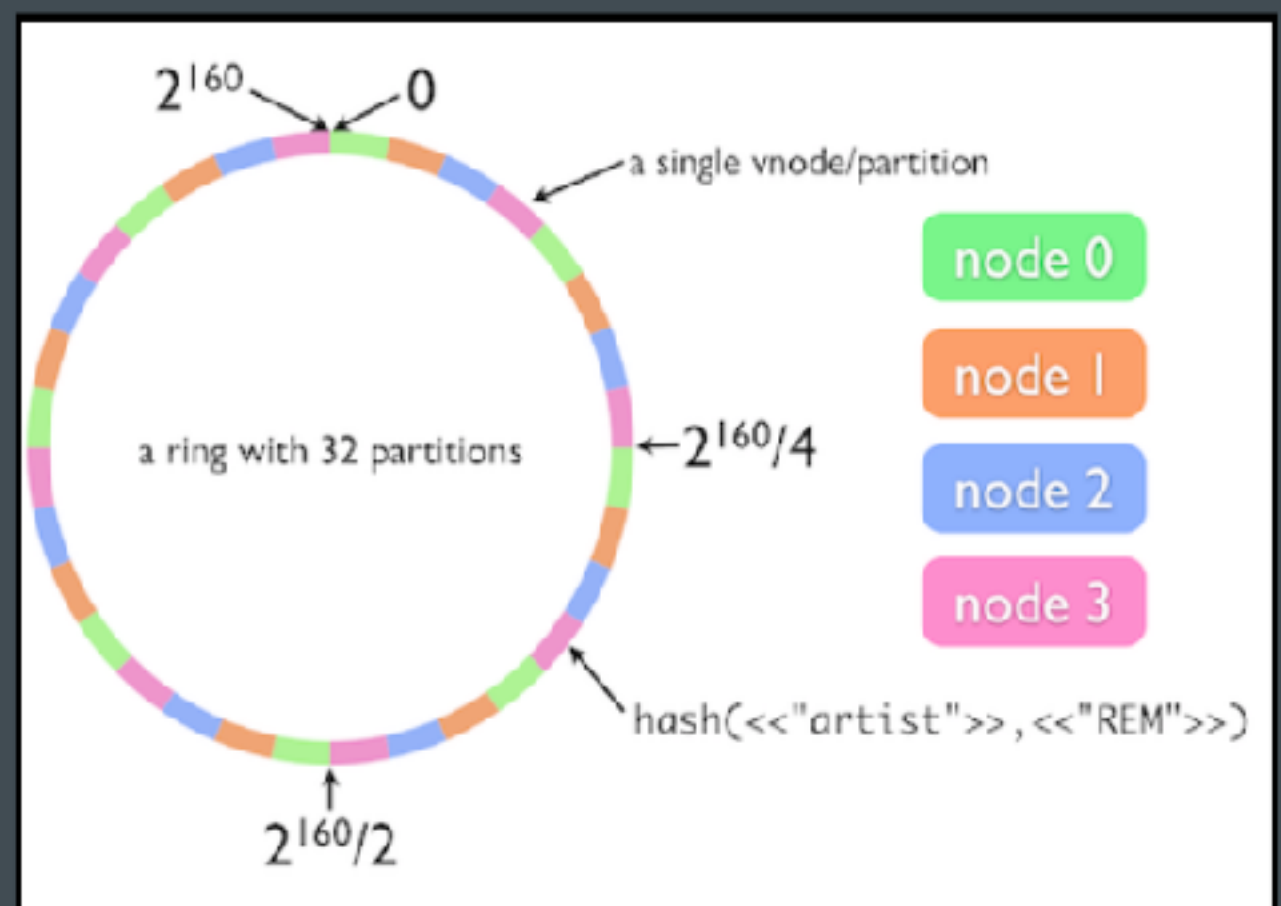 2^160
0
a single vnode/partition
node 0
node 1
a ring with 32 partitions
2^160/4
node 2
node 3
hash(<<"artist">>,<<"REM">>)
2^160/2